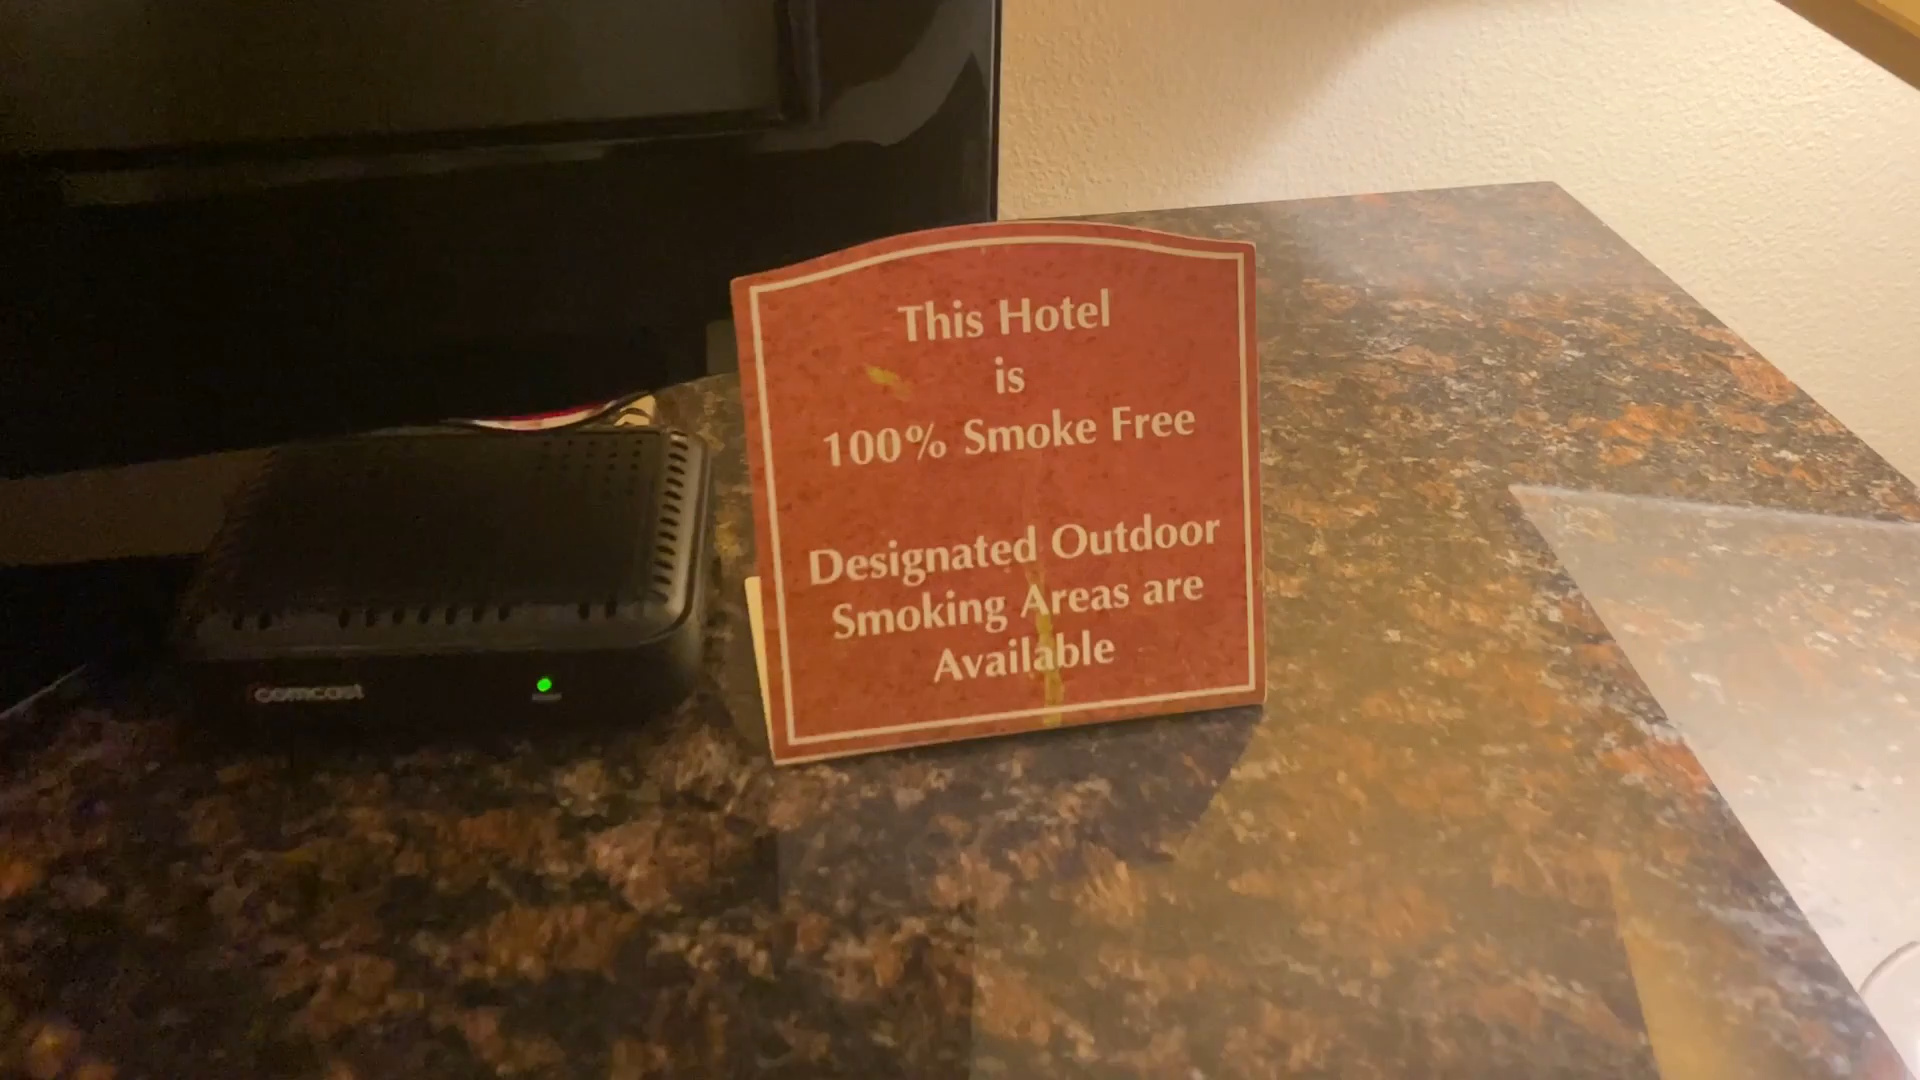 This Hotel
is
100% Smoke Free
Designated Outdoor
Smoking Areas are
Available
comcast